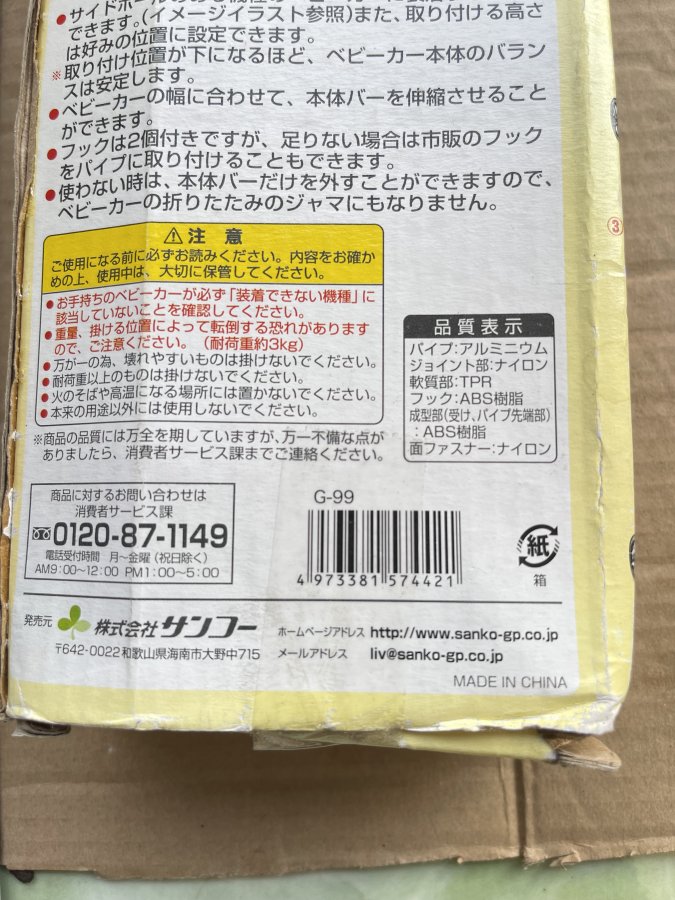 できます。(イメージイラスト参照)また、取り付ける高さ
は好みの位置に設定できます。
※取り付け位置が下になるほど、ベビーカー本体のバラン
スは安定します。
●ベビーカーの幅に合わせて、本体バーを伸縮させること
ができます。
●フックは2個付きですが、足りない場合は市販のフック
をパイプに取り付けることもできます。
●使わない時は、本体バーだけを外すことができますので、
ベビーカーの折りたたみのジャマにもなりません。
③
⚠注 意
ご使用になる前に必ずお読みください。内容をお確か
めの上、使用中は、大切に保管してください。
●お手持ちのベビーカーが必ず「装着できない機種」に
該当していないことを確認してください。
●重量、掛ける位置によって転倒する恐れがあります
ので、ご注意ください。(耐荷重約3kg)
●万が一の為、壊れやすいものは掛けないでください。
●耐荷重以上のものは掛けないでください。
●火のそばや高温になる場所には置かないでください。
●本来の用途以外には使用しないでください。
品質表示
パイプ:アルミニウム
ジョイント部:ナイロン
軟質部:TPR
フック:ABS樹脂
成型部(受け、パイプ先端部)
:ABS樹脂
面ファスナー:ナイロン
※商品の品質には万全を期していますが、万一不備な点が
ありましたら、消費者サービス課までご連絡ください。
商品に対するお問い合わせは
消費者サービス課
0120-87-1149
電話受付時間 月~金曜(祝日除く)
AM9:00~12:00 PM1:00~5:00
G-99
4 973381 574421
紙
箱
発売元 株式会社サンコー
〒642-0022和歌山県海南市大野中715
ホームページアドレス http://www.sanko-gp.co.jp
メールアドレス liv@sanko-gp.co.jp
MADE IN CHINA